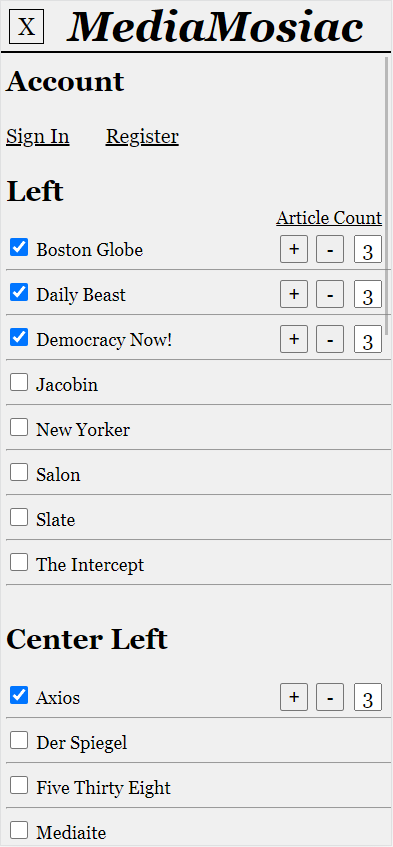 X MediaMosiac
Account
Sign In Register
Left
Article Count
Boston Globe + - 3
Daily Beast + - 3
Democracy Now! + - 3
Jacobin
New Yorker
Salon
Slate
The Intercept
Center Left
Axios + - 3
Der Spiegel
Five Thirty Eight
Mediaite